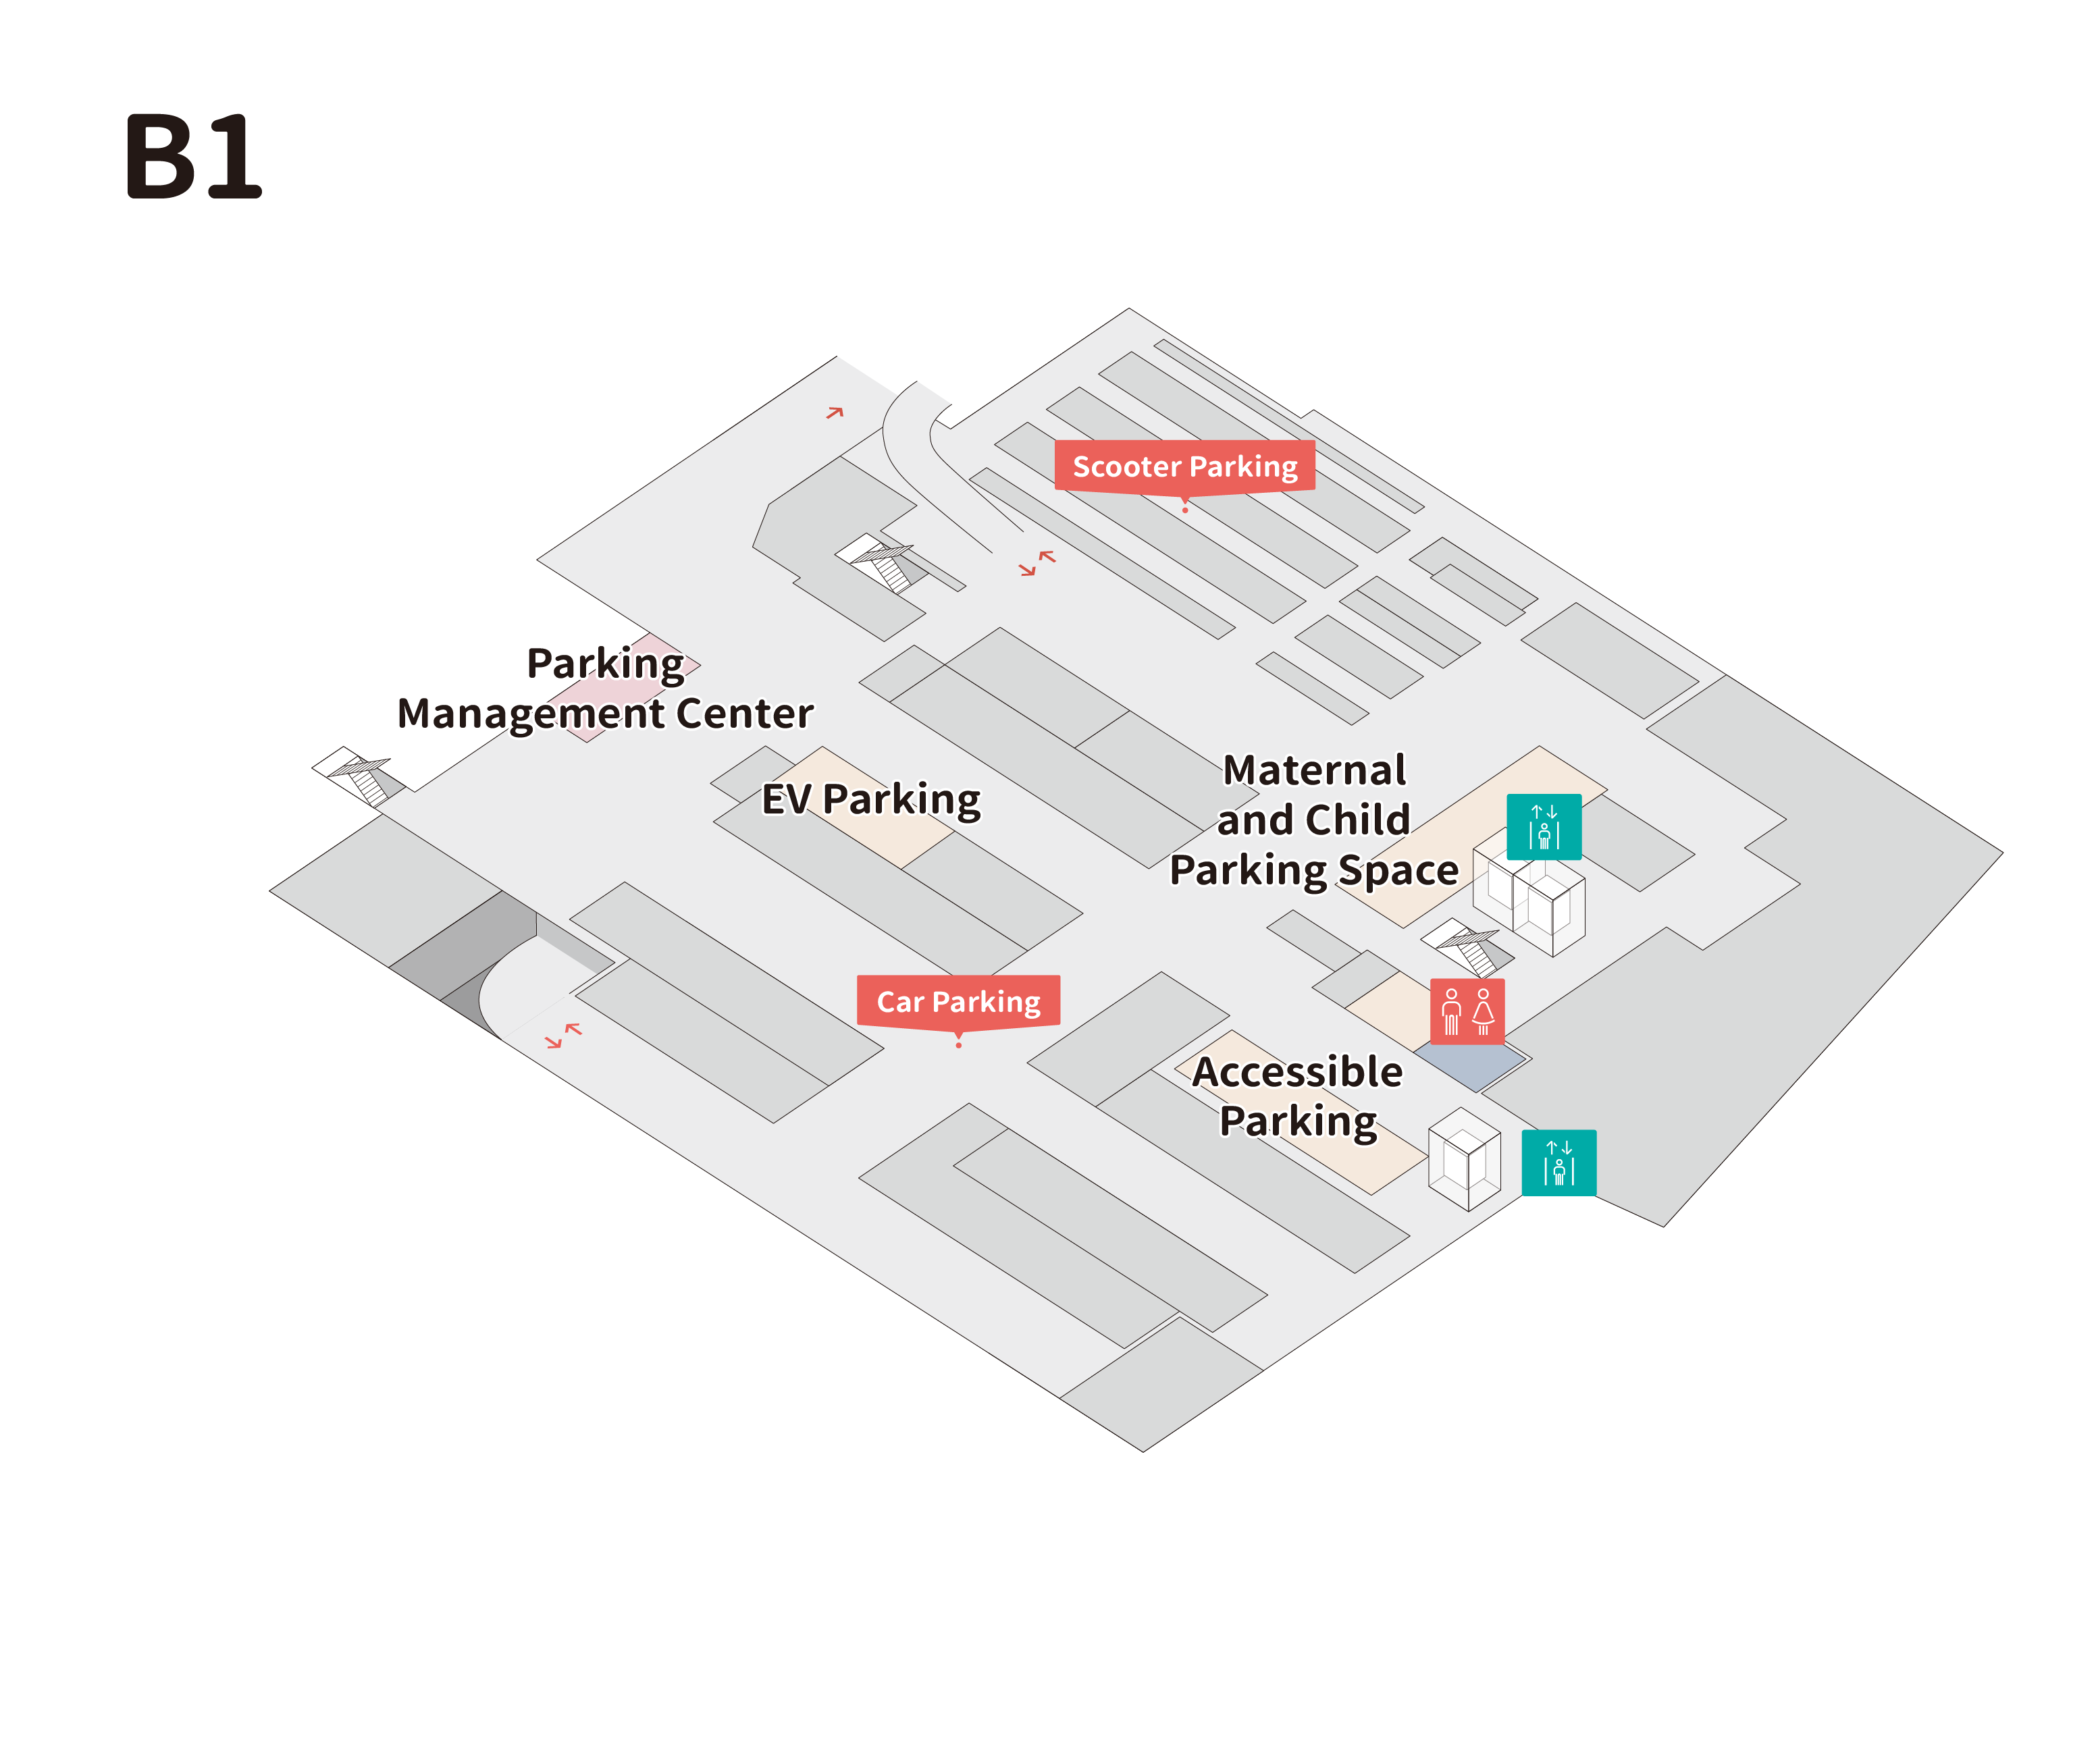 B1
Scooter Parking
Parking
Management Center
EV Parking
Maternal
and Child
Parking Space
Car Parking
Accessible
Parking